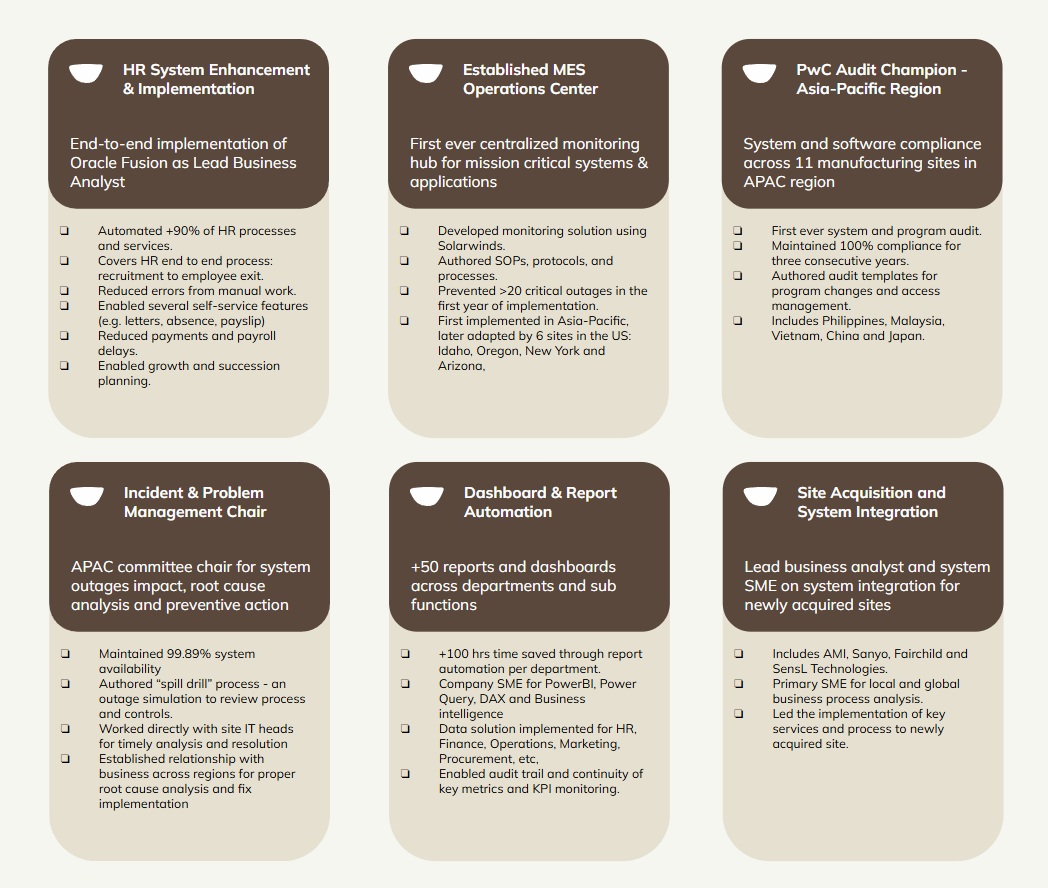 HR System Enhancement
& Implementation
End-to-end implementation of
Oracle Fusion as Lead Business
Analyst
❏ Automated +90% of HR processes
and services.
❏ Covers HR end to end process:
recruitment to employee exit.
❏ Reduced errors from manual work.
❏ Enabled several self-service features
(e.g. letters, absence, payslip)
❏ Reduced payments and payroll
delays.
❏ Enabled growth and succession
planning.
Established MES
Operations Center
First ever centralized monitoring
hub for mission critical systems &
applications
❏ Developed monitoring solution using
Solarwinds.
❏ Authored SOPs, protocols, and
processes.
❏ Prevented >20 critical outages in the
first year of implementation.
❏ First implemented in Asia-Pacific,
later adapted by 6 sites in the US:
Idaho, Oregon, New York and
Arizona,
PwC Audit Champion -
Asia-Pacific Region
System and software compliance
across 11 manufacturing sites in
APAC region
❏ First ever system and program audit.
❏ Maintained 100% compliance for
three consecutive years.
❏ Authored audit templates for
program changes and access
management.
❏ Includes Philippines, Malaysia,
Vietnam, China and Japan.
Incident & Problem
Management Chair
APAC committee chair for system
outages impact, root cause
analysis and preventive action
❏ Maintained 99.89% system
availability
❏ Authored “spill drill” process - an
outage simulation to review process
and controls.
❏ Worked directly with site IT heads
for timely analysis and resolution
❏ Established relationship with
business across regions for proper
root cause analysis and fix
implementation
Dashboard & Report
Automation
+50 reports and dashboards
across departments and sub
functions
❏ +100 hrs time saved through report
automation per department.
❏ Company SME for PowerBI, Power
Query, DAX and Business
intelligence
❏ Data solution implemented for HR,
Finance, Operations, Marketing,
Procurement, etc,
❏ Enabled audit trail and continuity of
key metrics and KPI monitoring.
Site Acquisition and
System Integration
Lead business analyst and system
SME on system integration for
newly acquired sites
❏ Includes AMI, Sanyo, Fairchild and
SensL Technologies.
❏ Primary SME for local and global
business process analysis.
❏ Led the implementation of key
services and process to newly
acquired site.